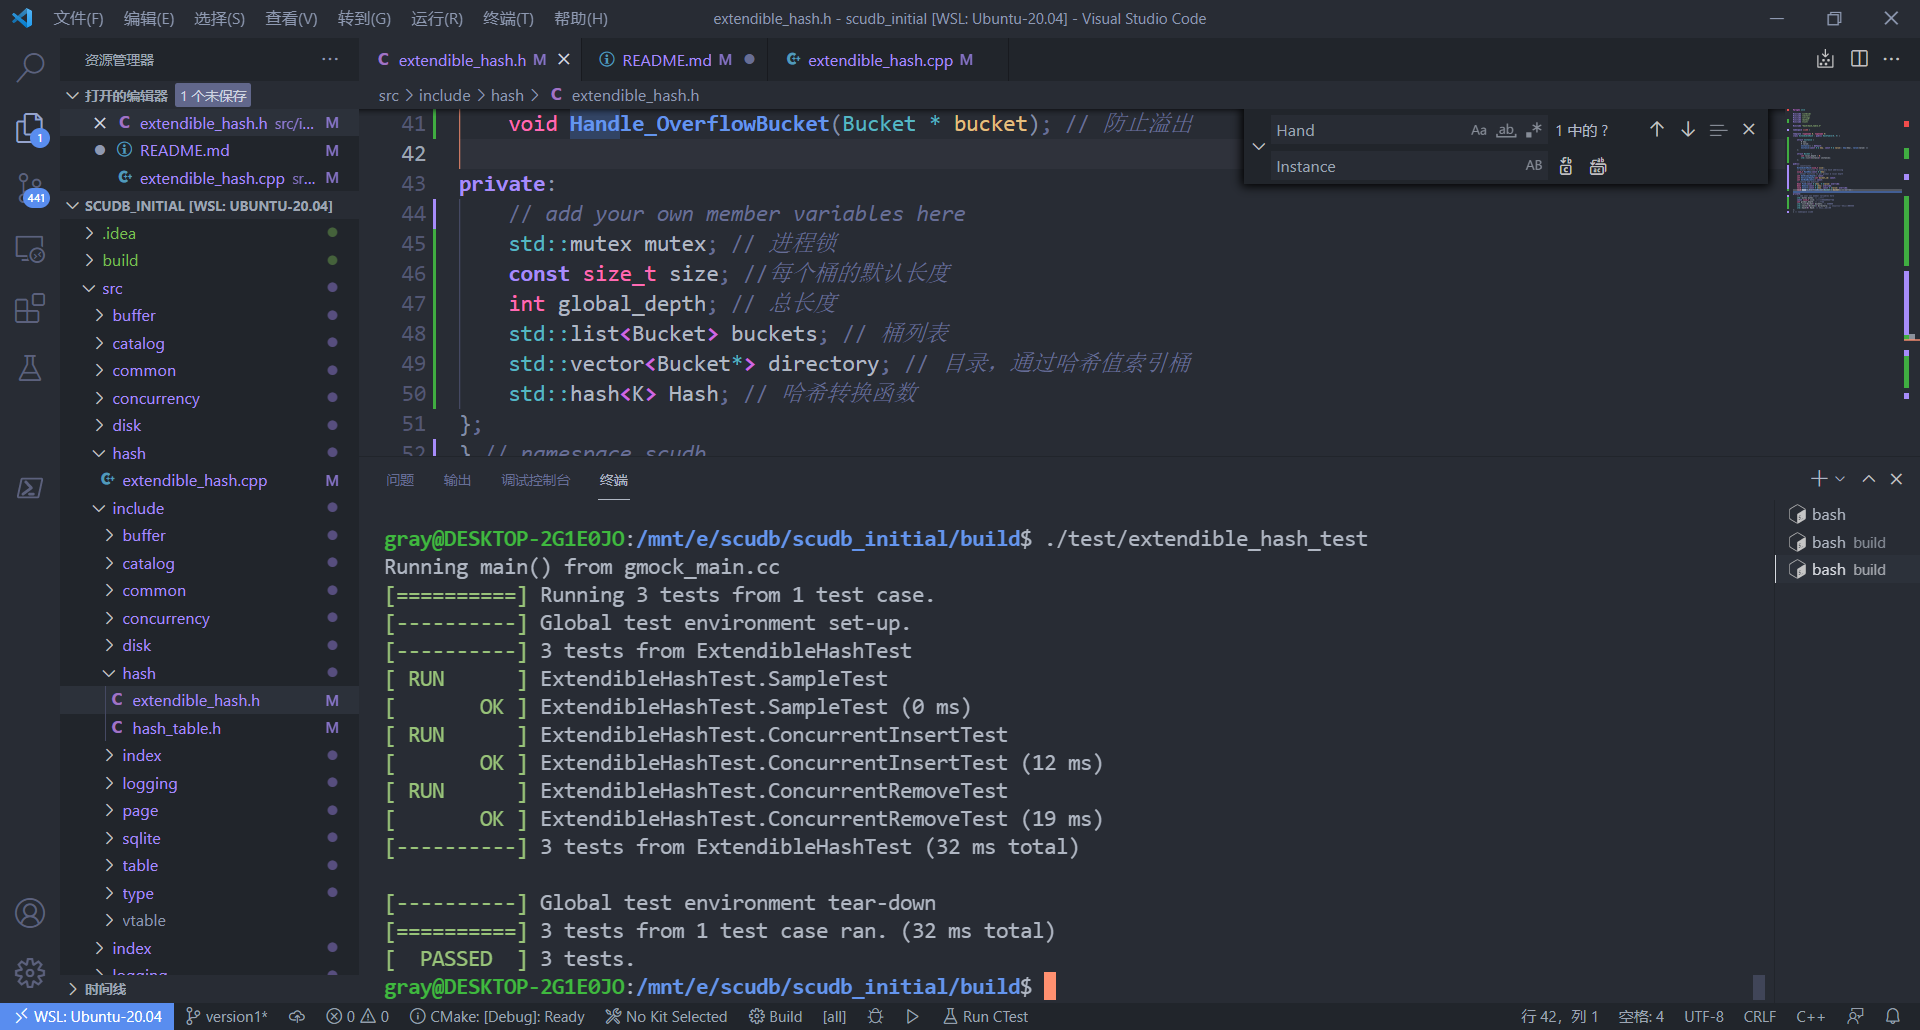 文件(F) 编辑(E) 选择(S) 查看(V) 转到(G) 运行(R) 终端(T) 帮助(H) extendible_hash.h - scudb_initial [WSL: Ubuntu-20.04] - Visual Studio Code
资源管理器
打开的编辑器 1 个未保存
extendible_hash.h src/i... M
README.md M
extendible_hash.cpp sr... M
SCUDB_INITIAL [WSL: UBUNTU-20.04]
.idea
build
src
buffer
catalog
common
concurrency
disk
hash
extendible_hash.cpp M
include
buffer
catalog
common
concurrency
disk
hash
extendible_hash.h M
hash_table.h M
index
logging
page
sqlite
table
type
vtable
index
logging
时间线
1
441
extendible_hash.h M README.md M extendible_hash.cpp M
src > include > hash > C extendible_hash.h
Hand Aa ab 1 中的 ?
Instance AB
41 void Handle_OverflowBucket(Bucket * bucket); // 防止溢出
42
43 private:
44 // add your own member variables here
45 std::mutex mutex; // 进程锁
46 const size_t size; //每个桶的默认长度
47 int global_depth; // 总长度
48 std::list<Bucket> buckets; // 桶列表
49 std::vector<Bucket*> directory; // 目录，通过哈希值索引桶
50 std::hash<K> Hash; // 哈希转换函数
51 };
52 } // namespace scudb
问题 输出 调试控制台 终端
gray@DESKTOP-2G1E0JO:/mnt/e/scudb/scudb_initial/build$ ./test/extendible_hash_test
Running main() from gmock_main.cc
[==========] Running 3 tests from 1 test case.
[----------] Global test environment set-up.
[----------] 3 tests from ExtendibleHashTest
[ RUN      ] ExtendibleHashTest.SampleTest
[       OK ] ExtendibleHashTest.SampleTest (0 ms)
[ RUN      ] ExtendibleHashTest.ConcurrentInsertTest
[       OK ] ExtendibleHashTest.ConcurrentInsertTest (12 ms)
[ RUN      ] ExtendibleHashTest.ConcurrentRemoveTest
[       OK ] ExtendibleHashTest.ConcurrentRemoveTest (19 ms)
[----------] 3 tests from ExtendibleHashTest (32 ms total)
[----------] Global test environment tear-down
[==========] 3 tests from 1 test case ran. (32 ms total)
[  PASSED  ] 3 tests.
gray@DESKTOP-2G1E0JO:/mnt/e/scudb/scudb_initial/build$
bash
bash build
bash build
WSL: Ubuntu-20.04 version1* 0 0 CMake: [Debug]: Ready No Kit Selected Build [all] Run CTest 行 42，列 1 空格: 4 UTF-8 CRLF C++